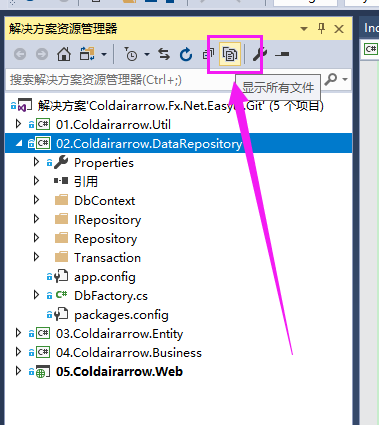 解决方案资源管理器
Ind
搜索解决方案资源管理器(Ctrl+;)
显示所有文件
解决方案'Coldairarrow.Fx.Net.Easy Git' (5 个项目)
C# 01.Coldairarrow.Util
C# 02.Coldairarrow.DataRepository
Properties
引用
DbContext
IRepository
Repository
Transaction
app.config
C# DbFactory.cs
packages.config
C# 03.Coldairarrow.Entity
C# 04.Coldairarrow.Business
05.Coldairarrow.Web